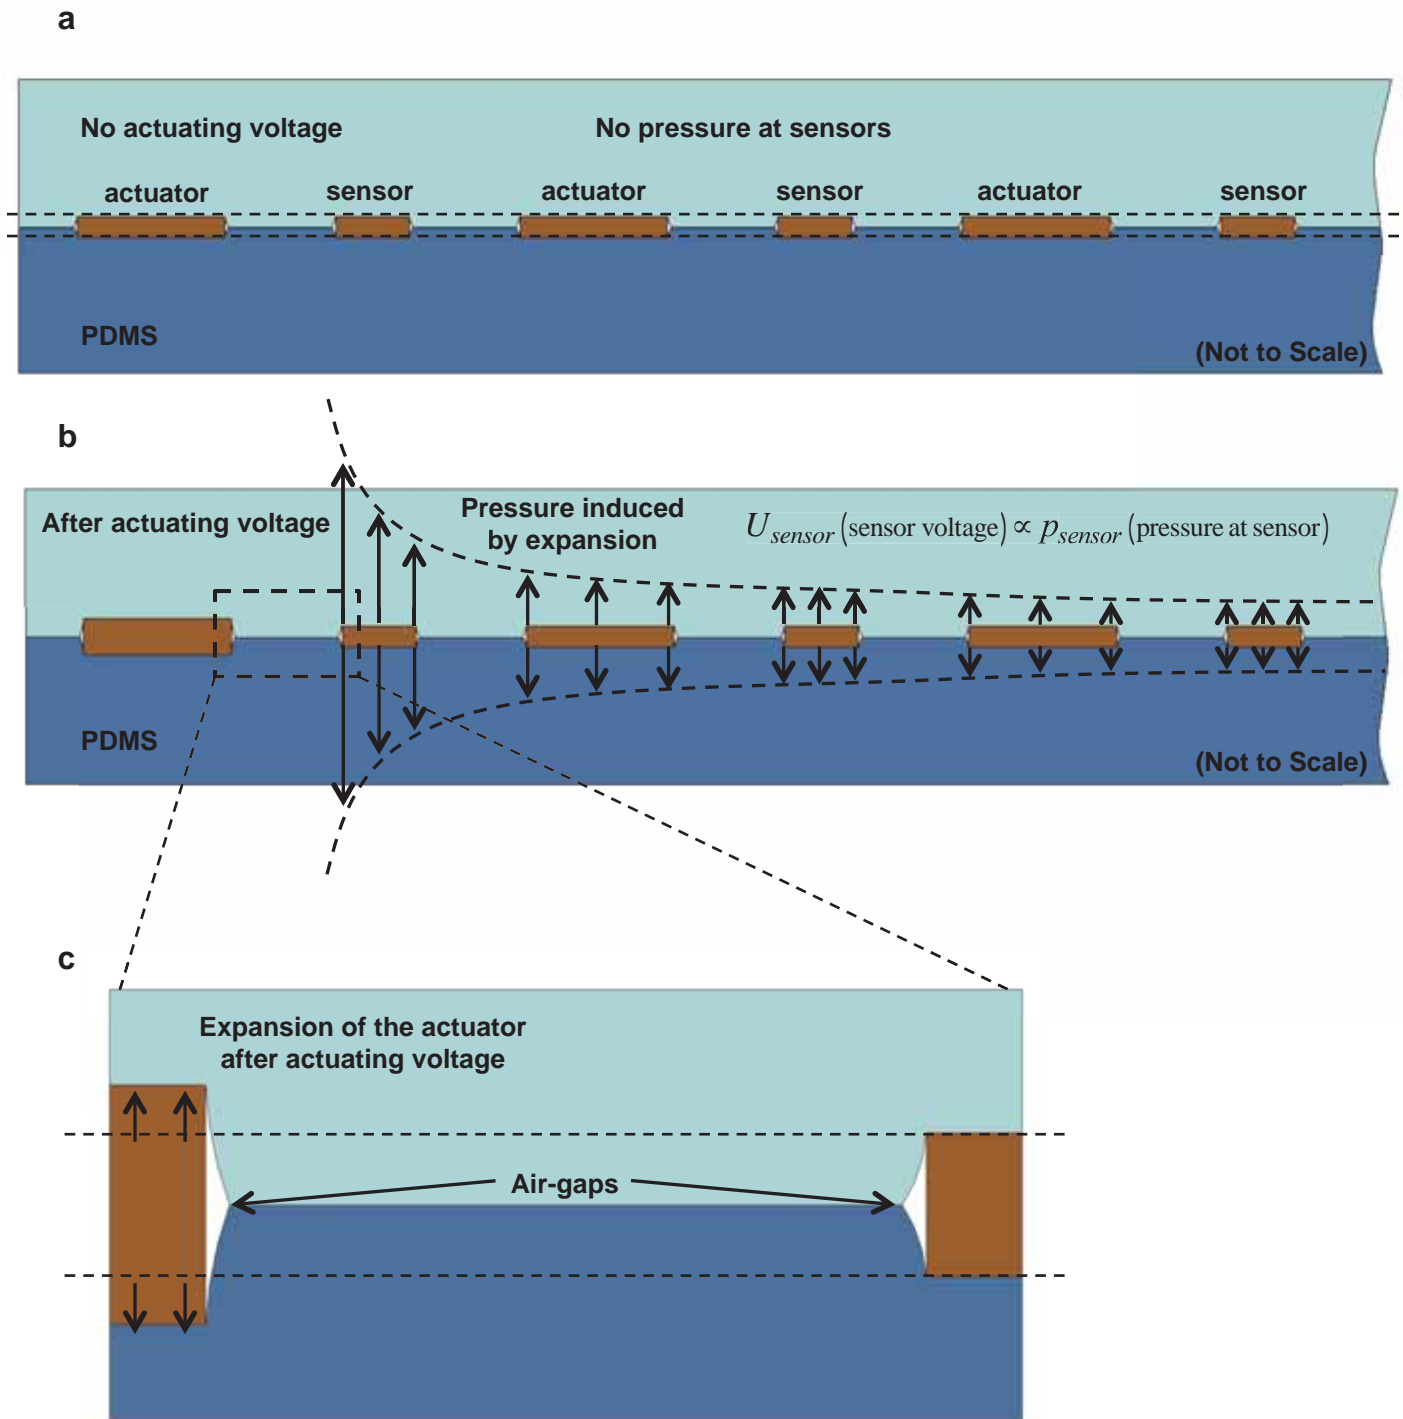 a
No actuating voltage
No pressure at sensors
actuator
sensor
actuator
sensor
actuator
sensor
PDMS
(Not to Scale)
b
After actuating voltage
Pressure induced
by expansion
U_sensor (sensor voltage) ∝ p_sensor (pressure at sensor)
PDMS
(Not to Scale)
c
Expansion of the actuator
after actuating voltage
Air-gaps